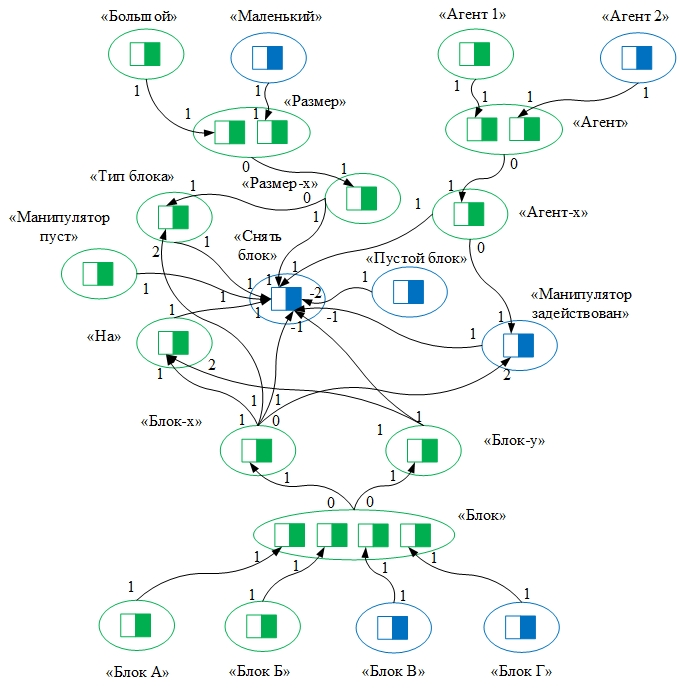 «Большой»
«Маленький»
«Агент 1»
«Агент 2»
1
1
1
1
1
1
1
1
«Размер»
«Агент»
0
1
0
«Тип блока»
«Размер-х»
0
1
1
1
1
«Агент-х»
«Манипулятор
пуст»
2
1
«Снять
блок»
1
0
«Пустой блок»
1
1
1
1
-2
1
«Манипулятор
задействован»
1
«На»
1
1
-1
-1
1
1
2
2
«Блок-х»
1
1
0
1
1
1
«Блок-у»
1
1
0
0
«Блок»
1
1
1
1
1
1
1
1
«Блок А»
«Блок Б»
«Блок В»
«Блок Г»